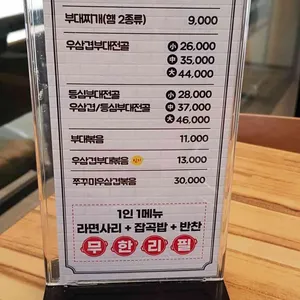 부대찌개(햄 2종류) 9,000
우삼겹부대전골 小 26,000
中 35,000
大 44,000
등심부대전골 小 28,000
우삼겹/등심부대전골 中 37,000
大 46,000
부대볶음 11,000
우삼겹부대볶음 13,000
쭈꾸미우삼겹볶음 30,000
1인 1메뉴
라면사리 + 잡곡밥 + 반찬
무한리필